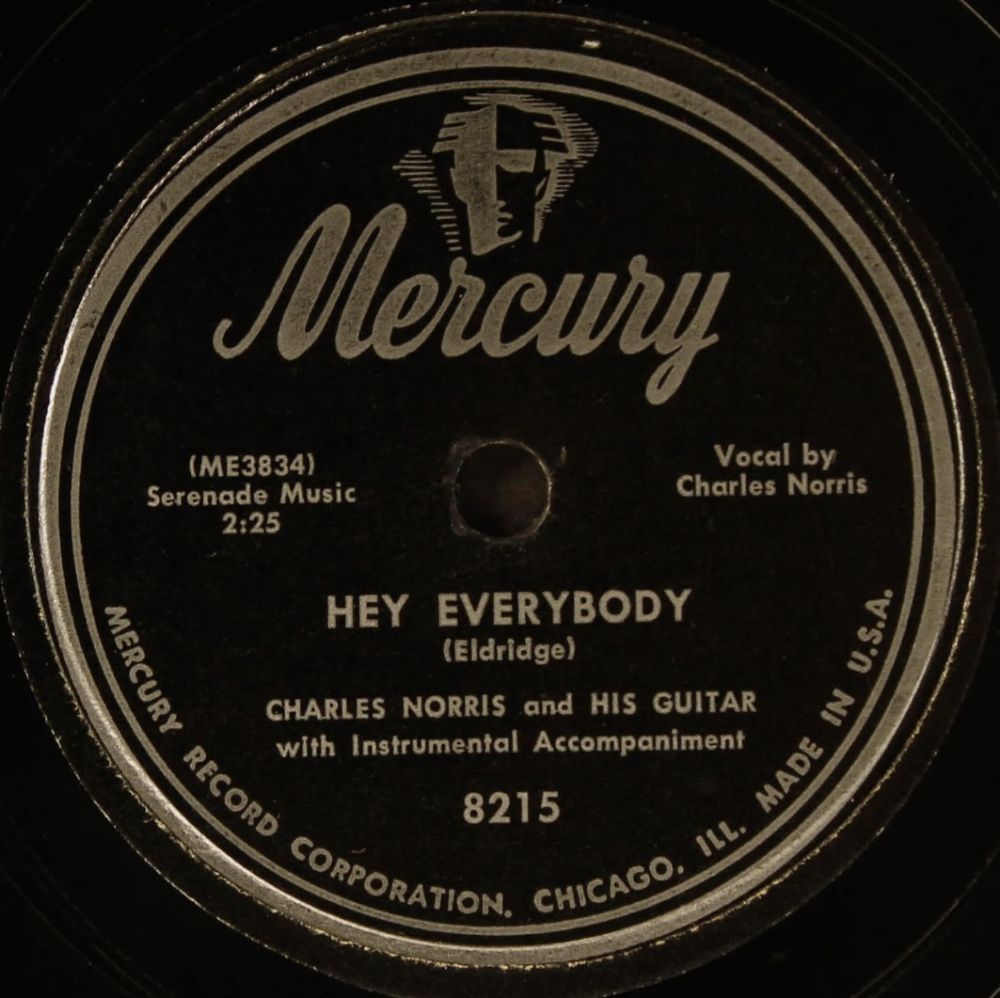 Mercury
(ME3834)
Serenade Music
2:25
Vocal by
Charles Norris
HEY EVERYBODY
(Eldridge)
CHARLES NORRIS and HIS GUITAR
with Instrumental Accompaniment
8215
MERCURY RECORD CORPORATION. CHICAGO, ILL. MADE IN U.S.A.